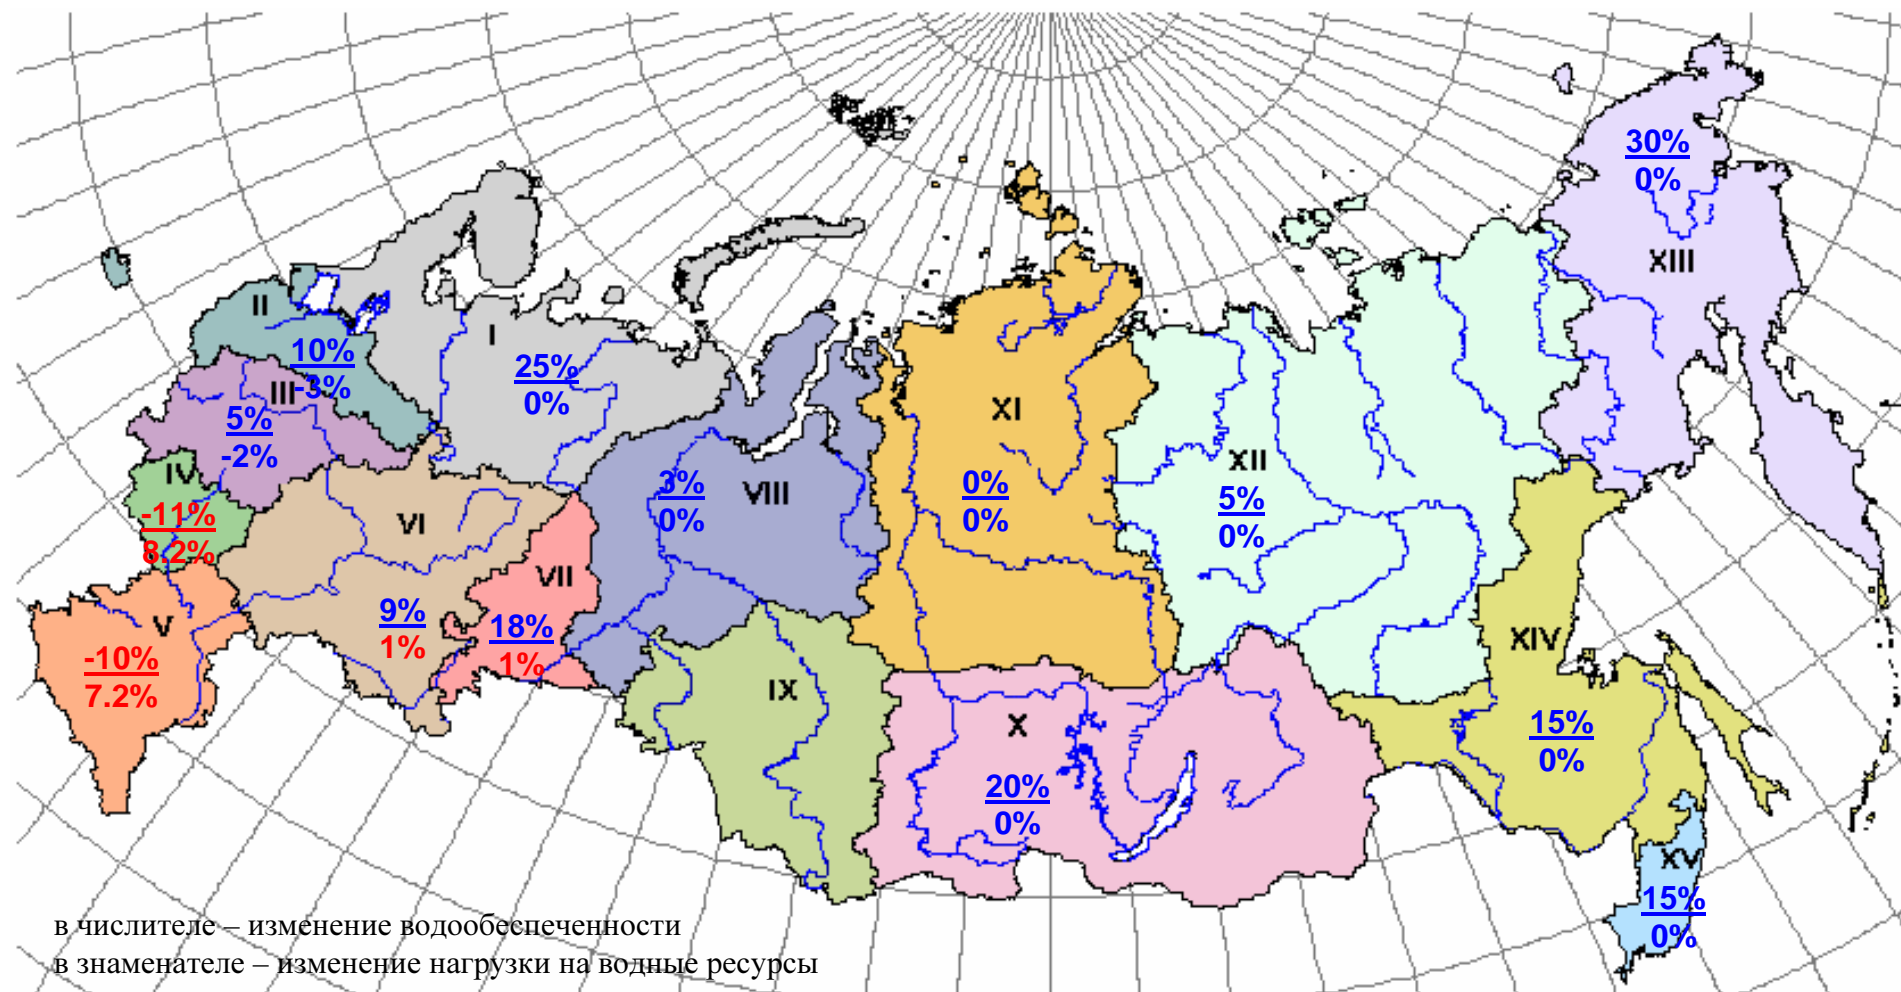 30%
0%
XIII
II
I
10%
-3%
25%
0%
III
5%
-2%
XI
IV
-11%
8.2%
VI
3%
0%
VIII
0%
0%
XII
5%
0%
VII
V
-10%
7.2%
9%
1%
18%
1%
XIV
IX
X
15%
0%
20%
0%
XV
15%
0%
в числителе – изменение водообеспеченности
в знаменателе – изменение нагрузки на водные ресурсы